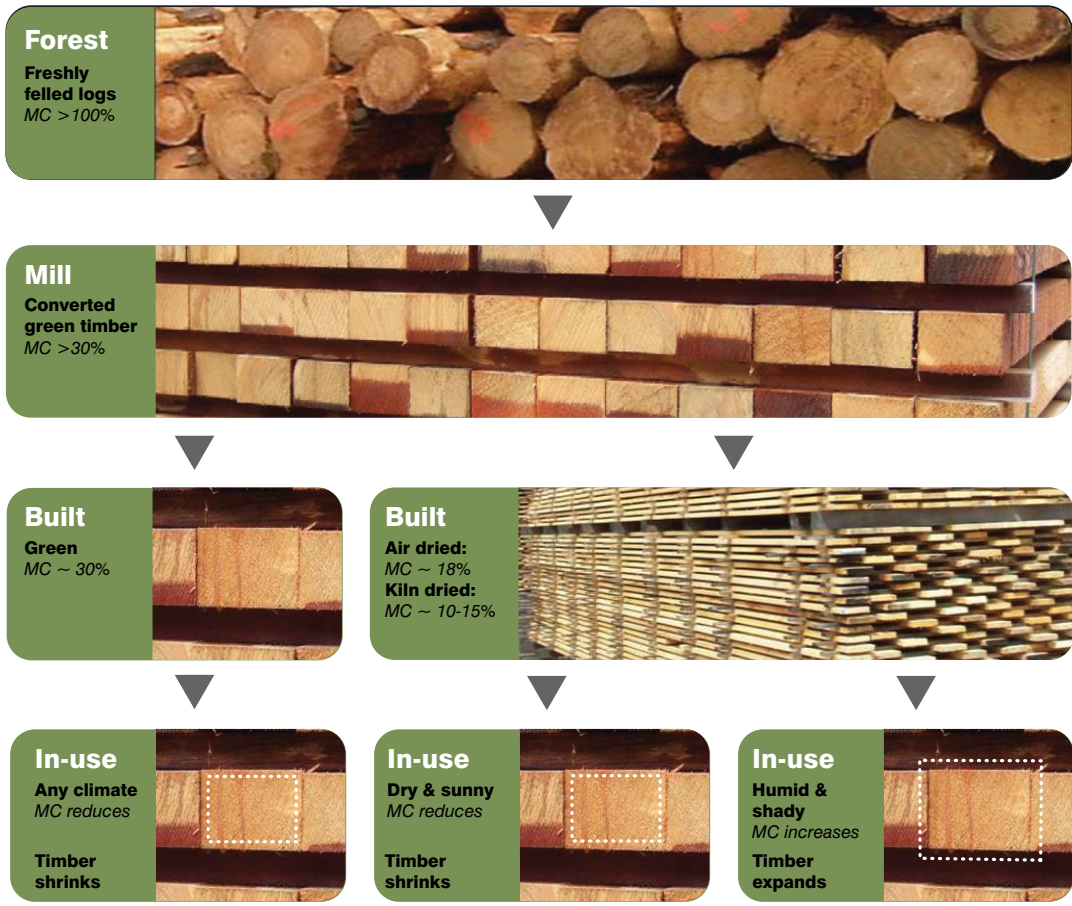 Forest
Freshly
felled logs
MC >100%
Mill
Converted
green timber
MC >30%
Built
Green
MC ~ 30%
Built
Air dried:
MC ~ 18%
Kiln dried:
MC ~ 10-15%
In-use
Any climate
MC reduces
Timber
shrinks
In-use
Dry & sunny
MC reduces
Timber
shrinks
In-use
Humid &
shady
MC increases
Timber
expands